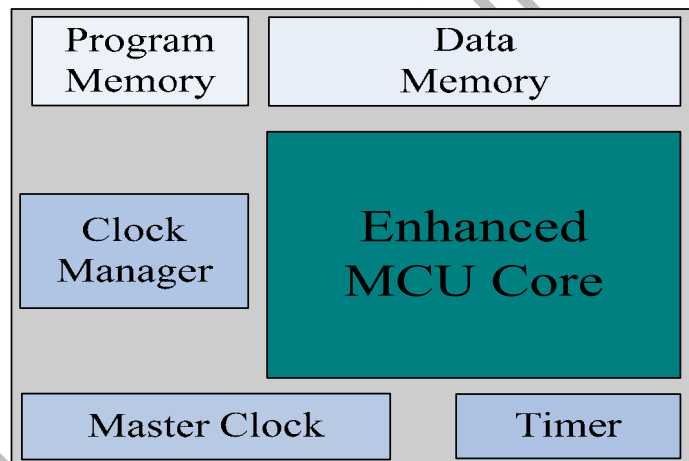 Program
Memory
Data
Memory
Clock
Manager
Enhanced
MCU Core
Master Clock
Timer